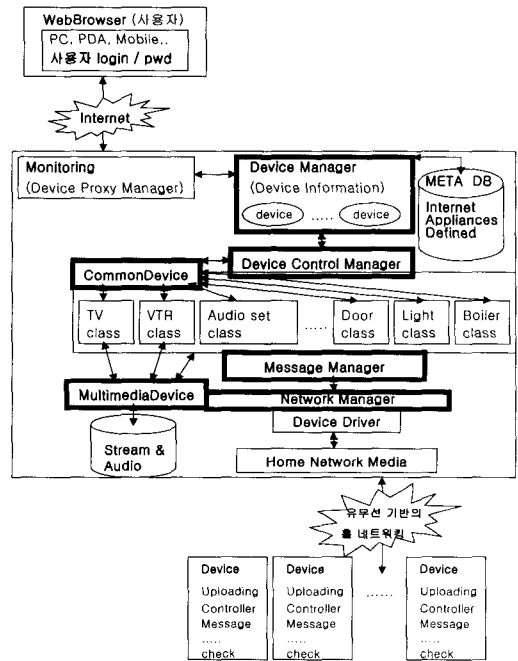 WebBrowser (사용자)
PC, PDA, Mobile..
사용자 login / pwd
Internet
Monitoring
(Device Proxy Manager)
Device Manager
(Device Information)
device ..... device
META DB
Internet
Appliances
Defined
Device Control Manager
CommonDevice
TV
class
VTR
class
Audio set
class
.....
Door
class
Light
class
Boiler
class
Message Manager
MultimediaDevice
Network Manager
Device Driver
Stream &
Audio
Home Network Media
유무선 기반의
홈 네트워킹
Device
Uploading
Controller
Message
.....
check
Device
Uploading
Controller
Message
.....
check
......
Device
Uploading
Controller
Message
.....
check